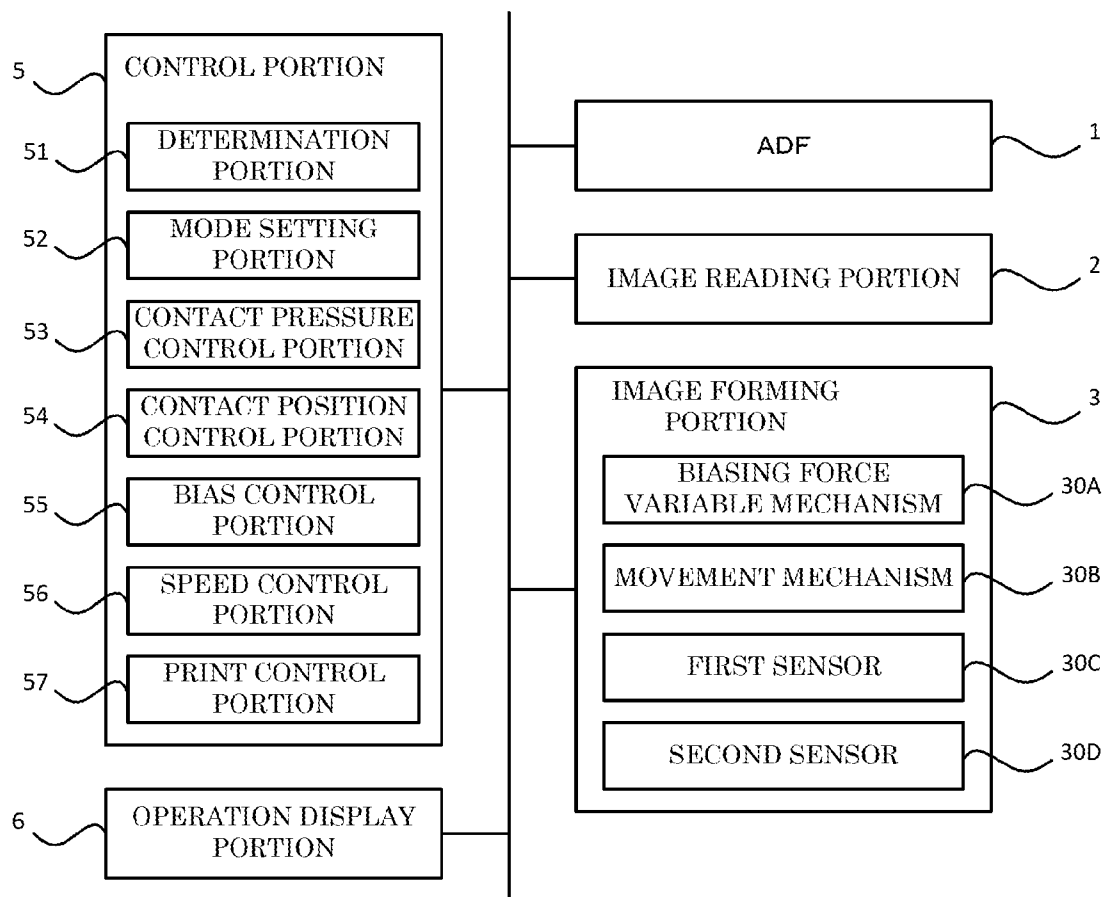 5
CONTROL PORTION
51
DETERMINATION
PORTION
52
MODE SETTING
PORTION
53
CONTACT PRESSURE
CONTROL PORTION
54
CONTACT POSITION
CONTROL PORTION
55
BIAS CONTROL
PORTION
56
SPEED CONTROL
PORTION
57
PRINT CONTROL
PORTION
6
OPERATION DISPLAY
PORTION
ADF
1
IMAGE READING PORTION
2
IMAGE FORMING
PORTION
3
BIASING FORCE
VARIABLE MECHANISM
30A
MOVEMENT MECHANISM
30B
FIRST SENSOR
30C
SECOND SENSOR
30D